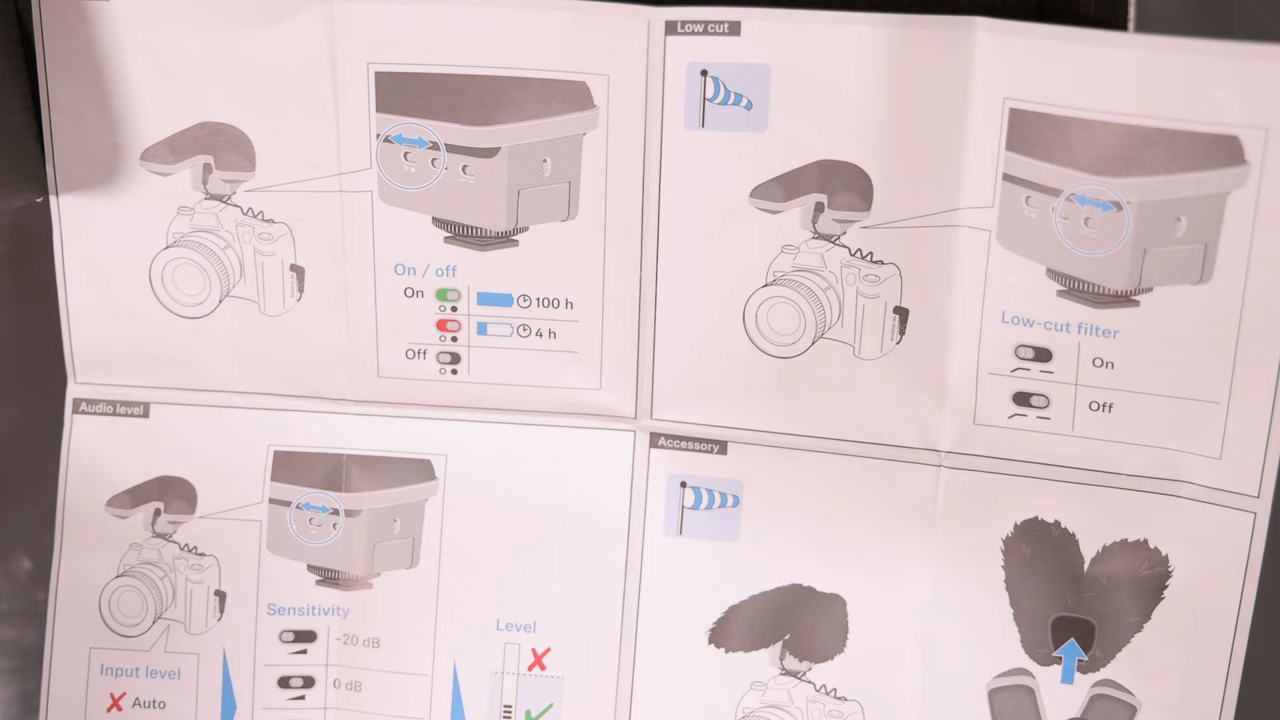 On / off
On
100 h
4 h
Off
Low cut
Low-cut filter
On
Off
Audio level
Sensitivity
-20 dB
0 dB
Input level
Auto
Level
Accessory